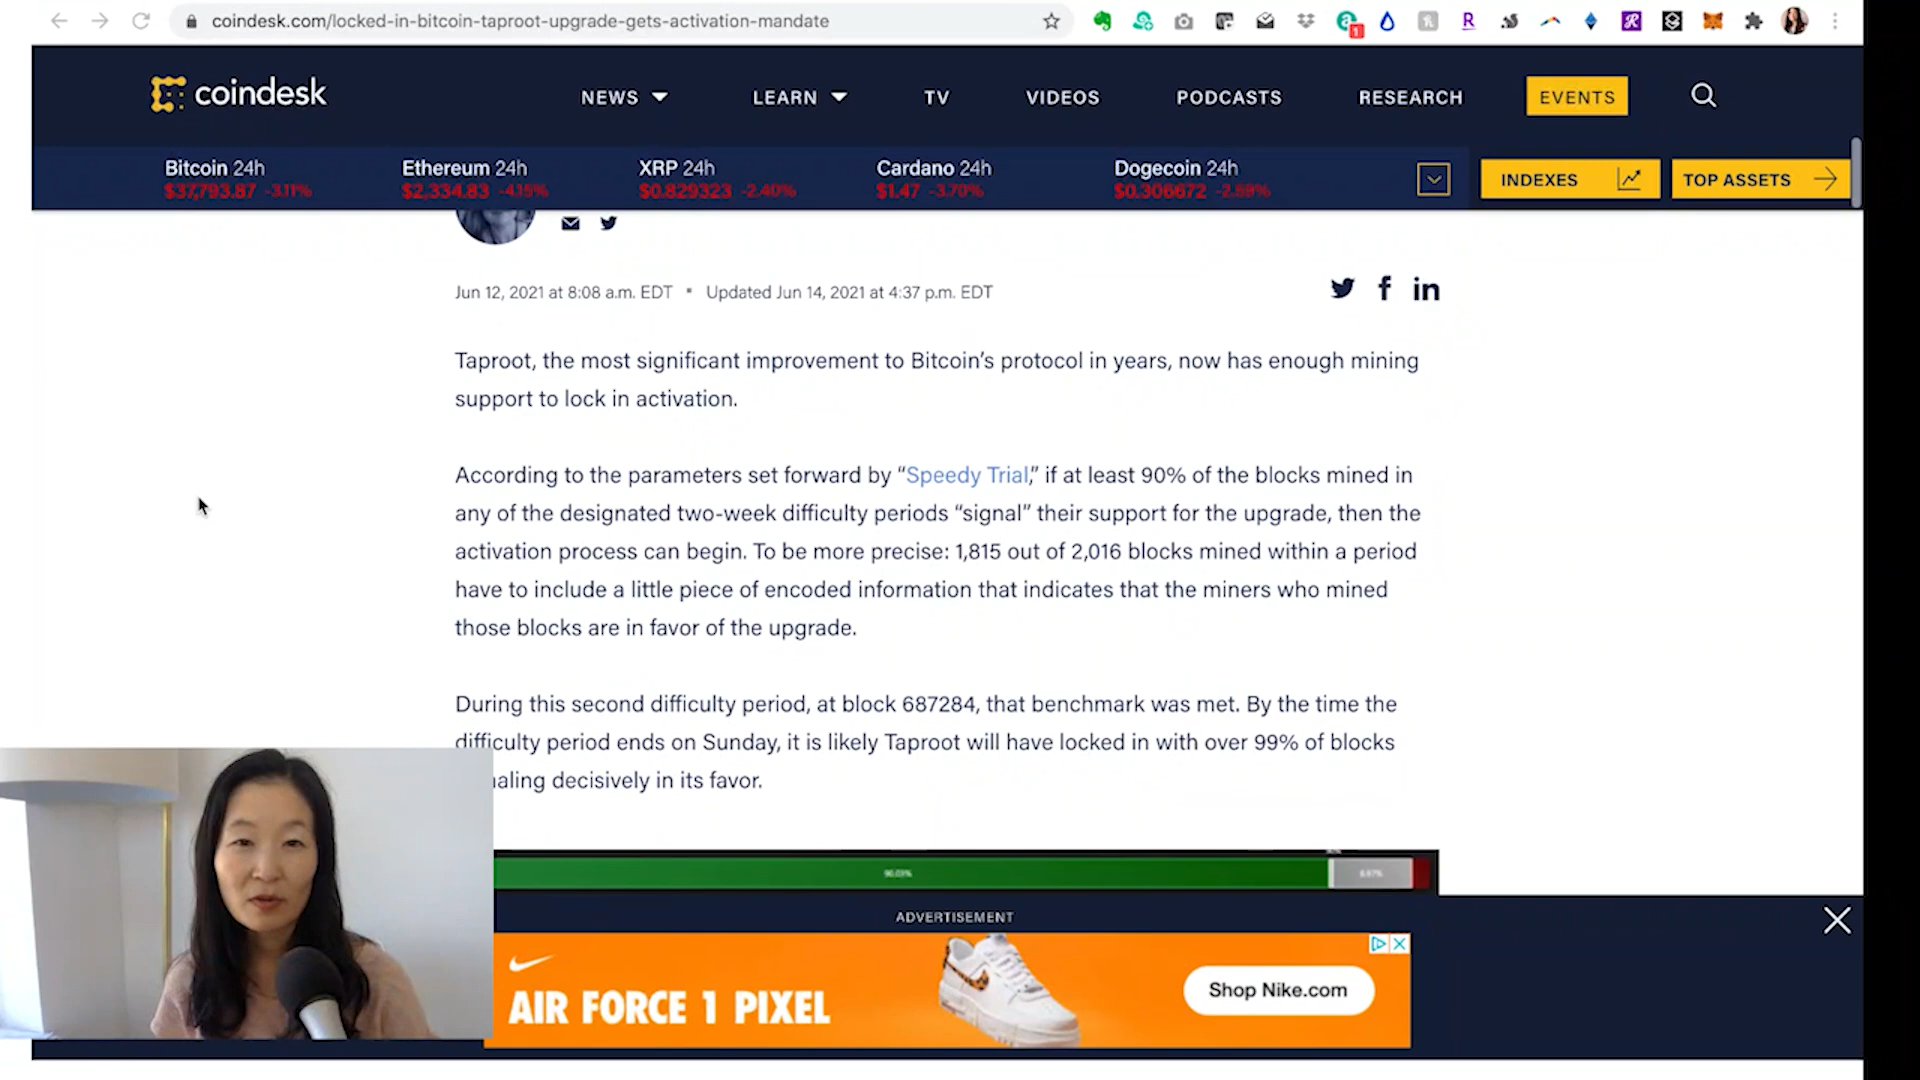 coindesk.com/locked-in-bitcoin-taproot-upgrade-gets-activation-mandate
1
coindesk
NEWS
LEARN
TV
VIDEOS
PODCASTS
RESEARCH
EVENTS
Bitcoin 24h
$37,793.87 -3.11%
Ethereum 24h
$2,334.83 -4.15%
XRP 24h
$0.829323 -2.40%
Cardano 24h
$1.47 -3.70%
Dogecoin 24h
$0.306672
INDEXES
TOP ASSETS
Jun 12, 2021 at 8:08 a.m. EDT ▪ Updated Jun 14, 2021 at 4:37 p.m. EDT
Taproot, the most significant improvement to Bitcoin’s protocol in years, now has enough mining
support to lock in activation.
According to the parameters set forward by “Speedy Trial,” if at least 90% of the blocks mined in
any of the designated two-week difficulty periods “signal” their support for the upgrade, then the
activation process can begin. To be more precise: 1,815 out of 2,016 blocks mined within a period
have to include a little piece of encoded information that indicates that the miners who mined
those blocks are in favor of the upgrade.
During this second difficulty period, at block 687284, that benchmark was met. By the time the
difficulty period ends on Sunday, it is likely Taproot will have locked in with over 99% of blocks
naling decisively in its favor.
90.03%
ADVERTISEMENT
AIR FORCE 1 PIXEL
Shop Nike.com